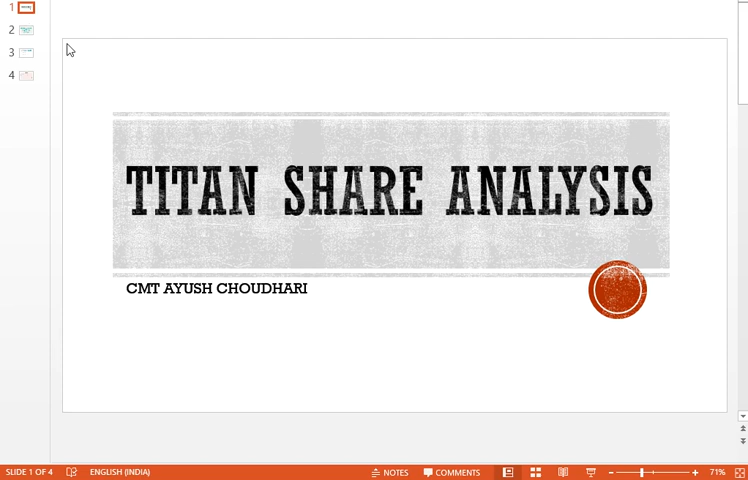 1
2
3
4
TITAN SHARE ANALYSIS
CMT AYUSH CHOUDHARI
SLIDE 1 OF 4 ENGLISH (INDIA) NOTES COMMENTS 71%